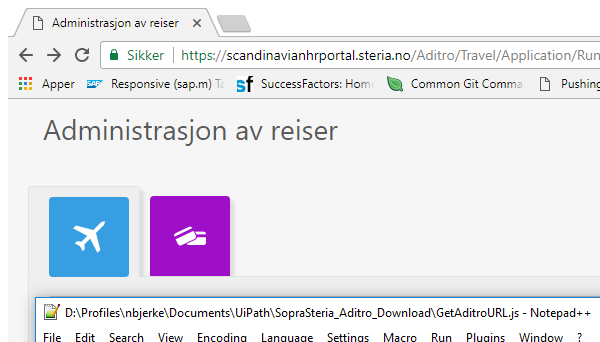 Administrasjon av reiser
Sikker https://scandinavianhrportal.steria.no/Aditro/Travel/Application/Run
Apper SAP Responsive (sap.m) Ta sf SuccessFactors: Home Common Git Comma Pushing
Administrasjon av reiser
D:\Profiles\nbjerke\Documents\UiPath\SopraSteria_Aditro_Download\GetAditroURL.js - Notepad++
File Edit Search View Encoding Language Settings Macro Run Plugins Window ?